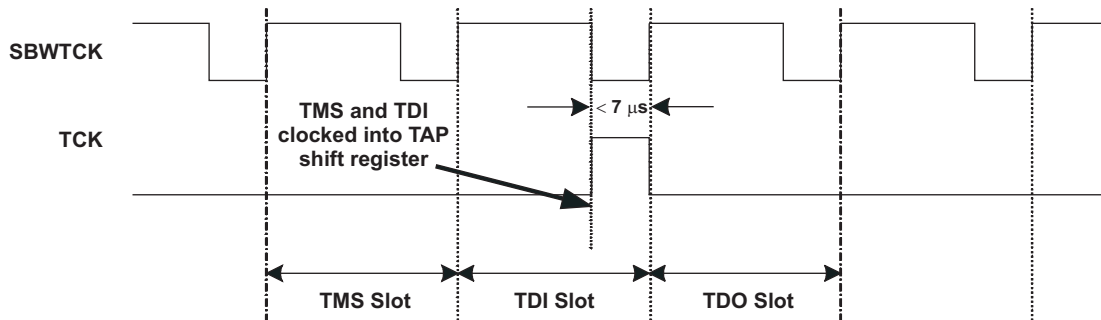 SBWTCK
< 7 μs
TMS and TDI
clocked into TAP
shift register
TCK
TMS Slot
TDI Slot
TDO Slot